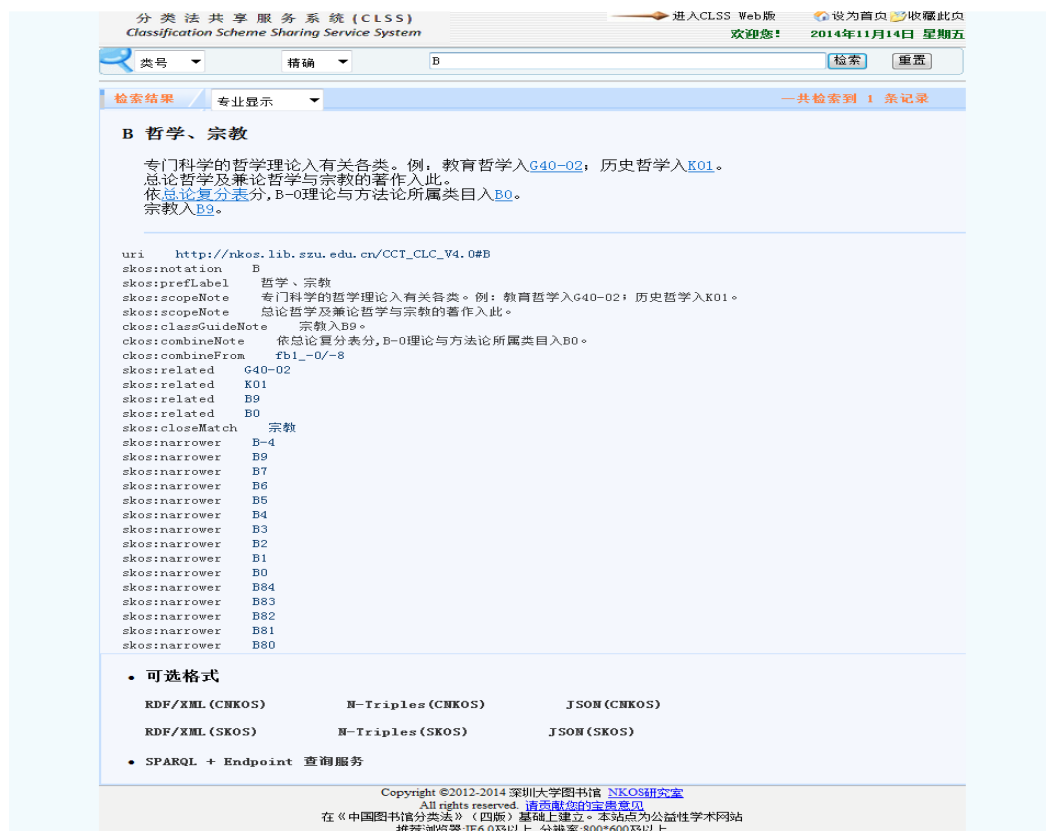 分 类 法 共 享 服 务 系 统 (CLSS) 进入CLSS Web版 设为首页 收藏此页
Classification Scheme Sharing Service System 欢迎您! 2014年11月14日 星期五
类号 精确 B 检索 重置
检索结果 专业显示 一共检索到 1 条记录
B 哲学、宗教
专门科学的哲学理论入有关各类。例：教育哲学入G40-02；历史哲学入K01。
总论哲学及兼论哲学与宗教的著作入此。
依总论复分表分,B-0理论与方法论所属类目入B0。
宗教入B9。
uri http://nkos.lib.szu.edu.cn/CCT_CLC_V4.0#B
skos:notation B
skos:prefLabel 哲学、宗教
skos:scopeNote 专门科学的哲学理论入有关各类。例：教育哲学入G40-02；历史哲学入K01。
skos:scopeNote 总论哲学及兼论哲学与宗教的著作入此。
ckos:classGuideNote 宗教入B9。
ckos:combineNote 依总论复分表分,B-0理论与方法论所属类目入B0。
ckos:combineFrom fb1_-0/-8
skos:related G40-02
skos:related K01
skos:related B9
skos:related B0
skos:closeMatch 宗教
skos:narrower B-4
skos:narrower B9
skos:narrower B7
skos:narrower B6
skos:narrower B5
skos:narrower B4
skos:narrower B3
skos:narrower B2
skos:narrower B1
skos:narrower B0
skos:narrower B84
skos:narrower B83
skos:narrower B82
skos:narrower B81
skos:narrower B80
• 可选格式
RDF/XML(CNKOS) N-Triples(CNKOS) JSON(CNKOS)
RDF/XML(SKOS) N-Triples(SKOS) JSON(SKOS)
• SPARQL + Endpoint 查询服务
Copyright ©2012-2014 深圳大学图书馆 NKOS研究室
All rights reserved. 请贡献您的宝贵意见
在《中国图书馆分类法》（四版）基础上建立。本站点为公益性学术网站
推荐浏览器:IE6.0及以上 分辨率:800*600及以上